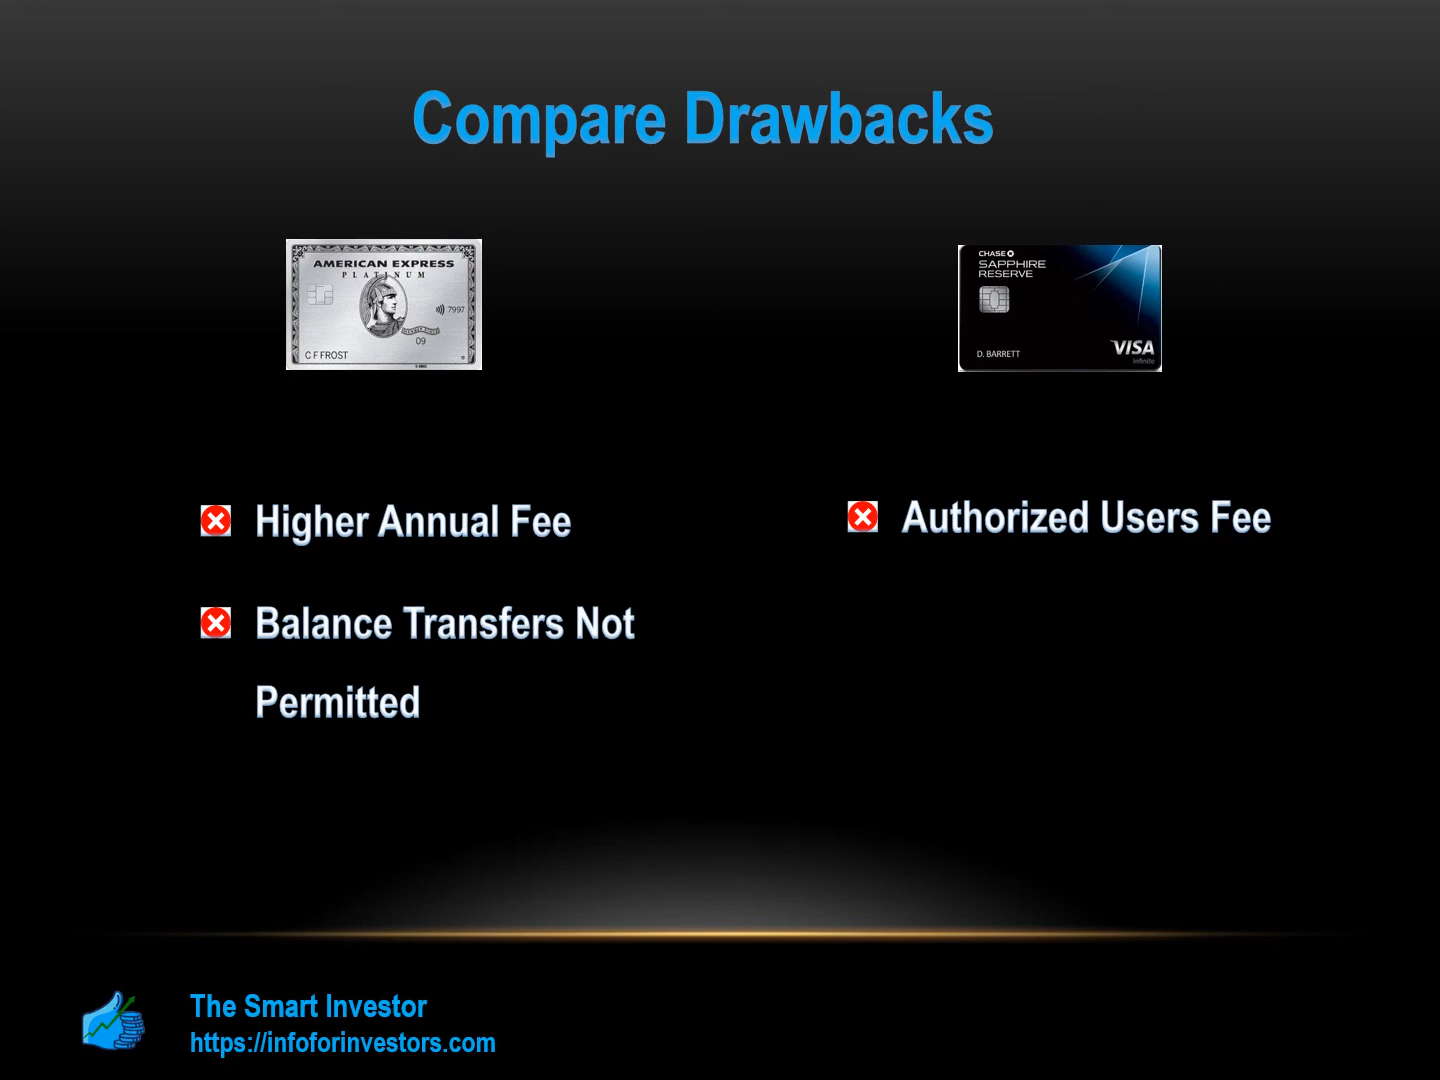 Compare Drawbacks
AMERICAN EXPRESS
PLATINUM
7997
09
C F FROST
CHASE
SAPPHIRE
RESERVE
D. BARRETT
VISA
Infinite
Higher Annual Fee
Balance Transfers Not
Permitted
Authorized Users Fee
The Smart Investor
https://infoforinvestors.com